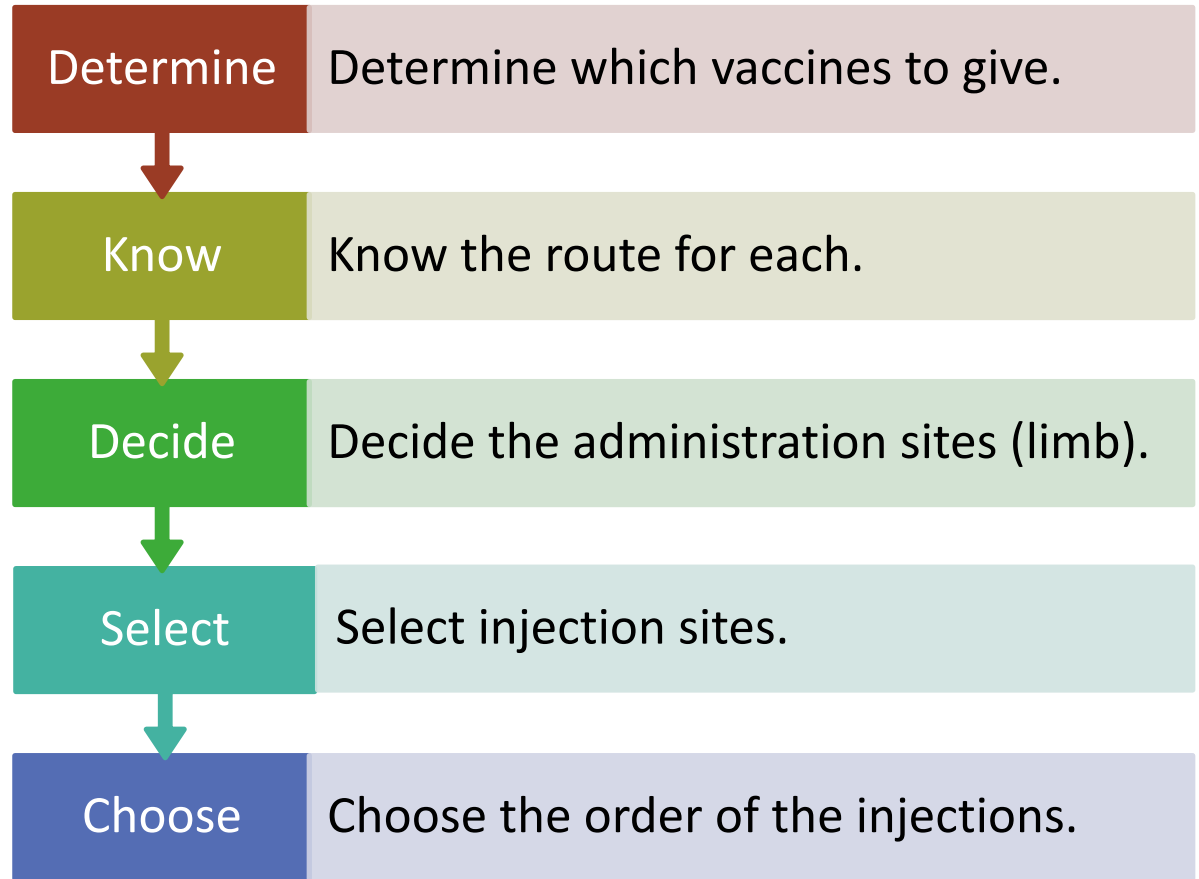 Determine
Determine which vaccines to give.
Know
Know the route for each.
Decide
Decide the administration sites (limb).
Select
Select injection sites.
Choose
Choose the order of the injections.